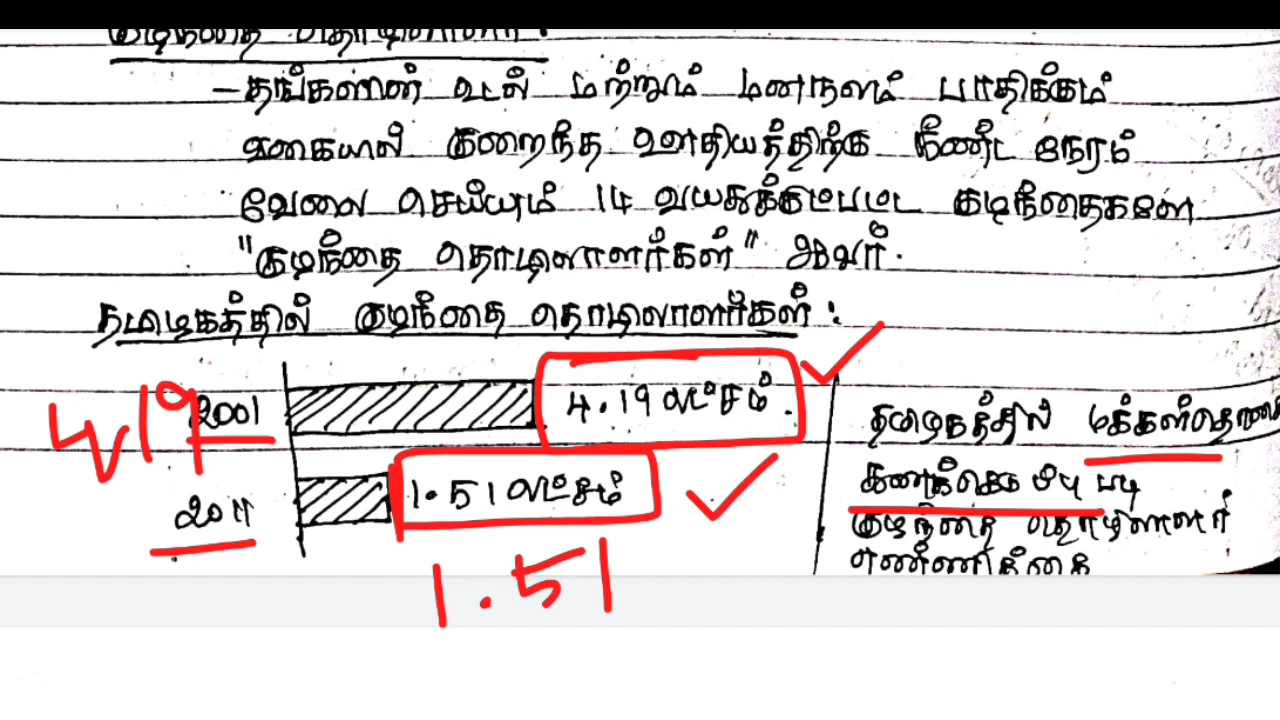 குழந்தை தொழிலாளர் :
– தங்களின் உடல் மற்றும் மனநலம் பாதிக்கும்
வகையில் குறைந்த ஊதியத்திற்கு நீண்ட நேரம்
வேலை செய்யும் 14 வயதுக்குட்பட்ட குழந்தைகளே
"குழந்தை தொழிலாளர்கள்" ஆவர்.
தமிழகத்தில் குழந்தை தொழிலாளர்கள் :
4.19
2001 4.19 லட்சம்.
2011 1.51 லட்சம்
1.51
தமிழகத்தில் மக்கள்தொகை
கணக்கெடுப்பு படி
குழந்தை தொழிலாளர்
எண்ணிக்கை